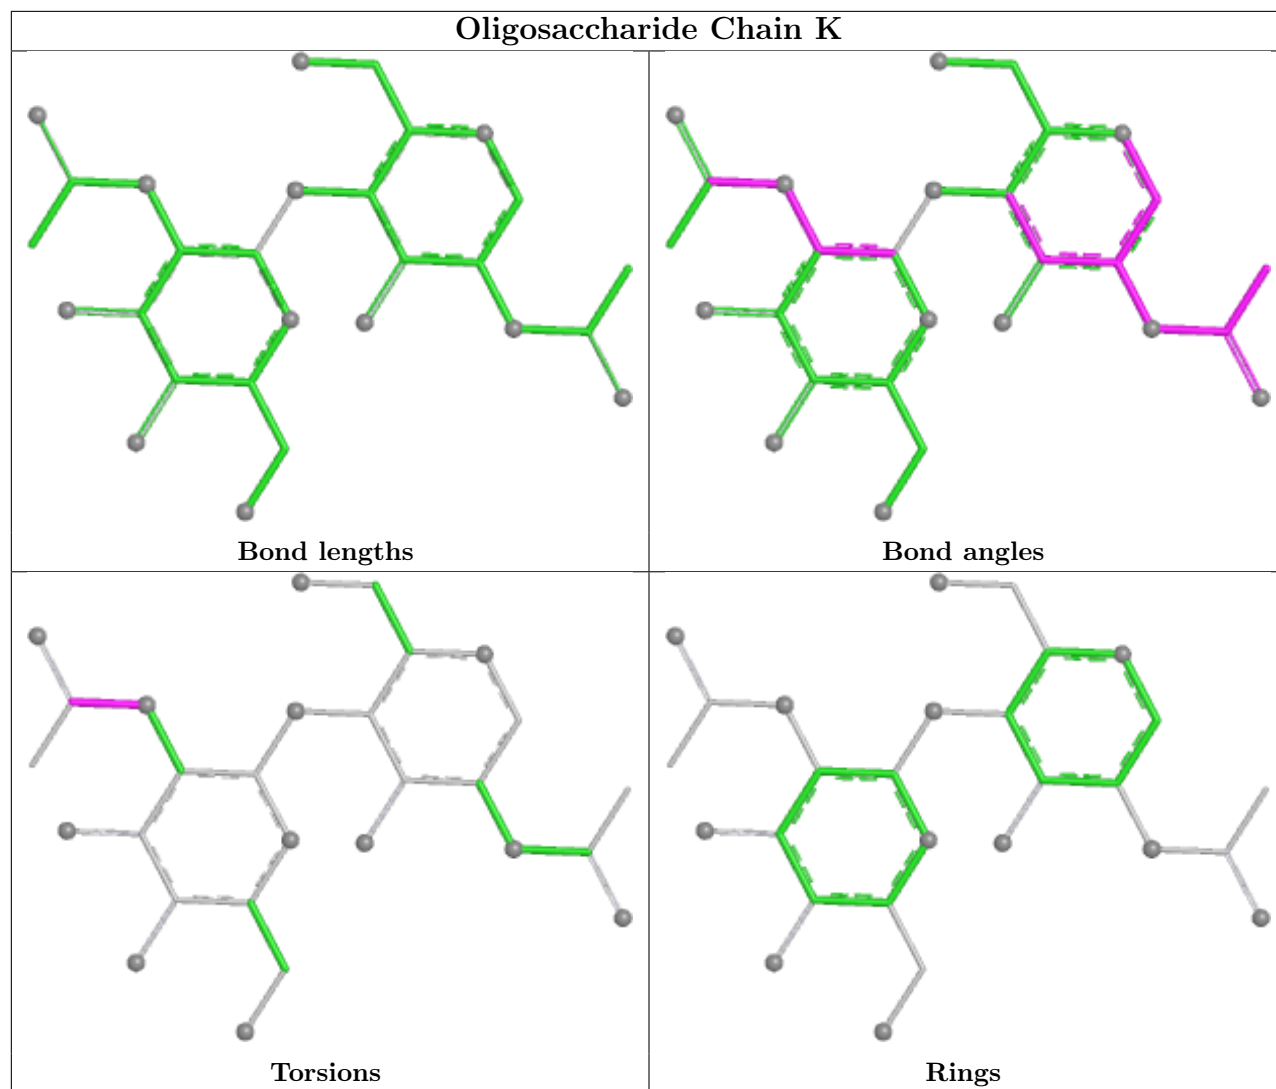 Oligosaccharide Chain K
Bond lengths
Bond angles
Torsions
Rings